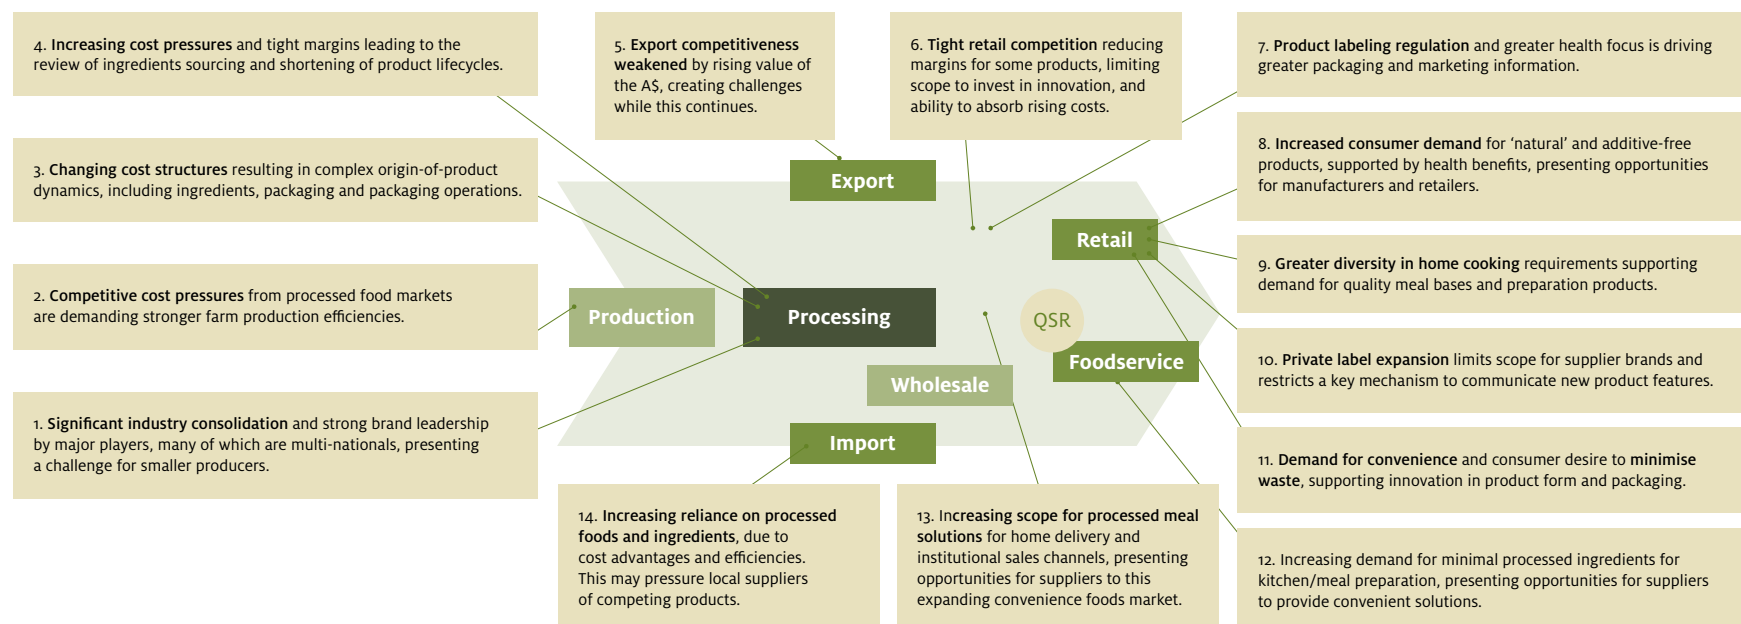 4. Increasing cost pressures and tight margins leading to the
review of ingredients sourcing and shortening of product lifecycles.
5. Export competitiveness
weakened by rising value of
the A$, creating challenges
while this continues.
6. Tight retail competition reducing
margins for some products, limiting
scope to invest in innovation, and
ability to absorb rising costs.
7. Product labeling regulation and greater health focus is driving
greater packaging and marketing information.
3. Changing cost structures resulting in complex origin-of-product
dynamics, including ingredients, packaging and packaging operations.
8. Increased consumer demand for ‘natural’ and additive-free
products, supported by health benefits, presenting opportunities
for manufacturers and retailers.
Export
Retail
2. Competitive cost pressures from processed food markets
are demanding stronger farm production efficiencies.
9. Greater diversity in home cooking requirements supporting
demand for quality meal bases and preparation products.
Production
Processing
QSR
Foodservice
Wholesale
Import
10. Private label expansion limits scope for supplier brands and
restricts a key mechanism to communicate new product features.
1. Significant industry consolidation and strong brand leadership
by major players, many of which are multi-nationals, presenting
a challenge for smaller producers.
11. Demand for convenience and consumer desire to minimise
waste, supporting innovation in product form and packaging.
14. Increasing reliance on processed
foods and ingredients, due to
cost advantages and efficiencies.
This may pressure local suppliers
of competing products.
13. Increasing scope for processed meal
solutions for home delivery and
institutional sales channels, presenting
opportunities for suppliers to this
expanding convenience foods market.
12. Increasing demand for minimal processed ingredients for
kitchen/meal preparation, presenting opportunities for suppliers
to provide convenient solutions.